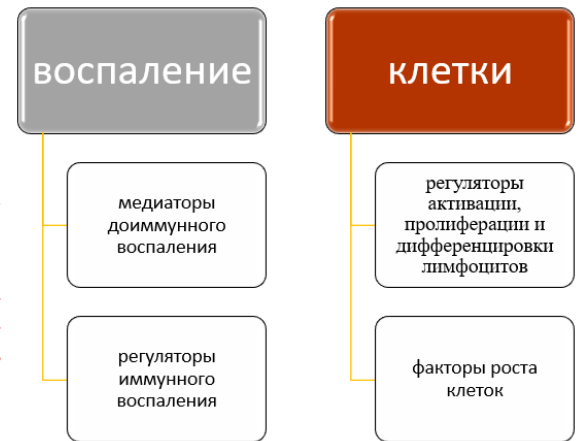 воспаление
медиаторы
доиммунного
воспаления
регуляторы
иммунного
воспаления
клетки
регуляторы
активации,
пролиферации и
дифференцировки
лимфоцитов
факторы роста
клеток